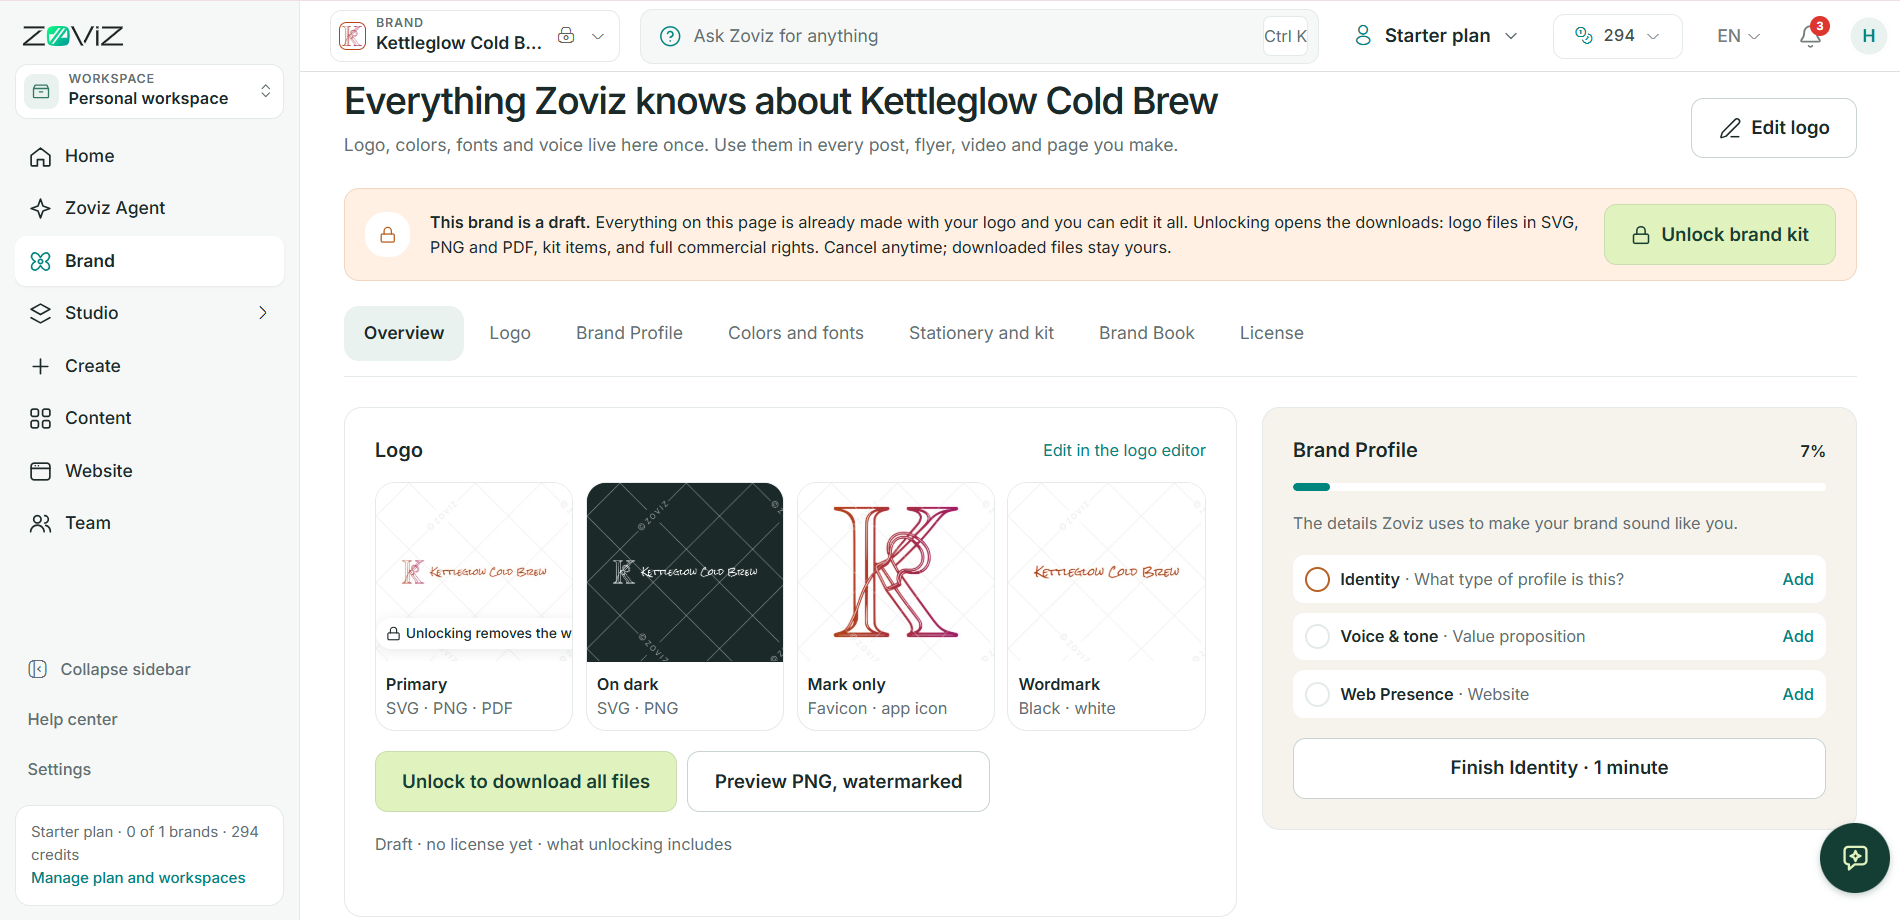 ZOViZ
WORKSPACE
Personal workspace
Home
Zoviz Agent
Brand
Studio
Create
Content
Website
Team
Collapse sidebar
Help center
Settings
Starter plan · 0 of 1 brands · 294
credits
Manage plan and workspaces
BRAND
Kettleglow Cold B...
Ask Zoviz for anything
Ctrl K
Starter plan
294
EN
3
H
Everything Zoviz knows about Kettleglow Cold Brew
Logo, colors, fonts and voice live here once. Use them in every post, flyer, video and page you make.
Edit logo
This brand is a draft. Everything on this page is already made with your logo and you can edit it all. Unlocking opens the downloads: logo files in SVG,
PNG and PDF, kit items, and full commercial rights. Cancel anytime; downloaded files stay yours.
Unlock brand kit
Overview
Logo
Brand Profile
Colors and fonts
Stationery and kit
Brand Book
License
Logo
Edit in the logo editor
©ZOVIZ
K Kettleglow Cold Brew
Unlocking removes the w
Primary
SVG · PNG · PDF
©ZOVIZ
K Kettleglow Cold Brew
©ZOVIZ
On dark
SVG · PNG
K
Mark only
Favicon · app icon
©ZOVIZ
Kettleglow Cold Brew
©ZOVIZ
Wordmark
Black · white
Unlock to download all files
Preview PNG, watermarked
Draft · no license yet · what unlocking includes
Brand Profile
7%
The details Zoviz uses to make your brand sound like you.
Identity · What type of profile is this?
Add
Voice & tone · Value proposition
Add
Web Presence · Website
Add
Finish Identity · 1 minute